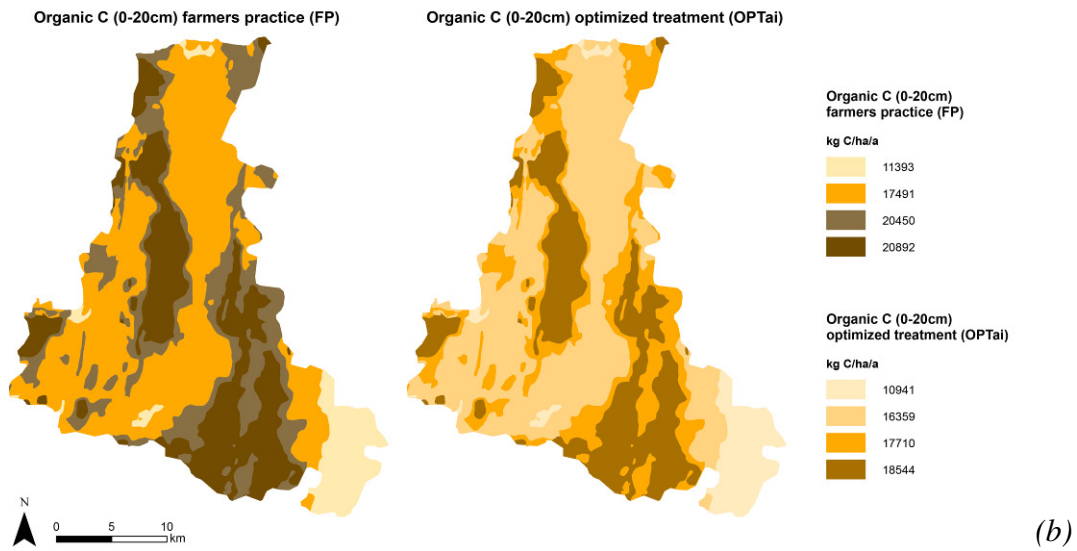 Organic C (0-20cm) farmers practice (FP)
Organic C (0-20cm) optimized treatment (OPTai)
Organic C (0-20cm)
farmers practice (FP)
kg C/ha/a
11393
17491
20450
20892
Organic C (0-20cm)
optimized treatment (OPTai)
kg C/ha/a
10941
16359
17710
18544
N
0 5 10
km
(b)